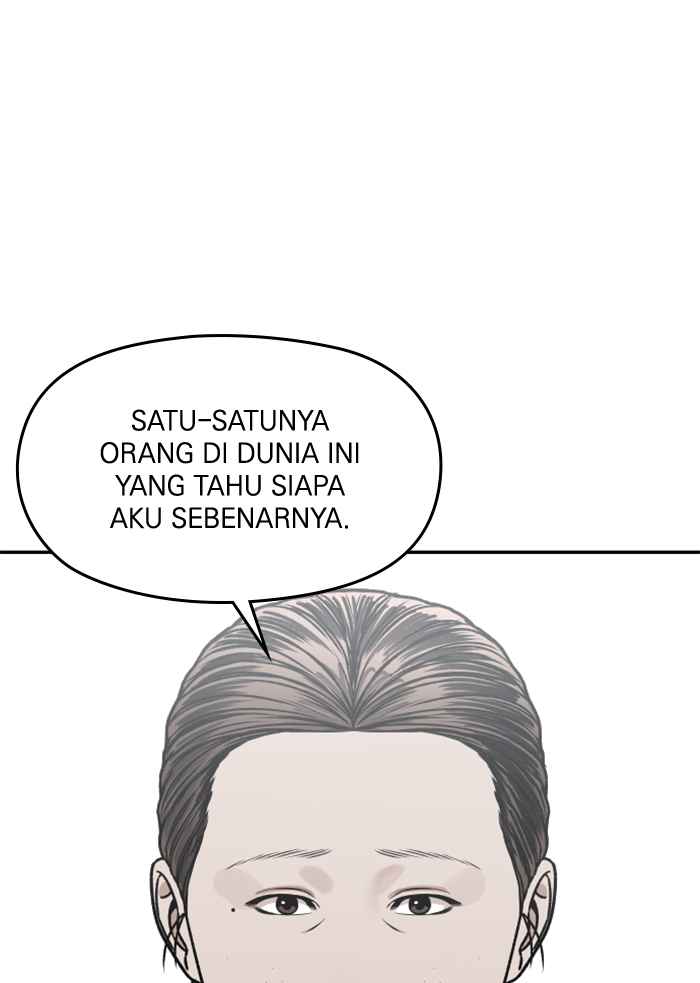 SATU-SATUNYA
ORANG DI DUNIA INI
YANG TAHU SIAPA
AKU SEBENARNYA.